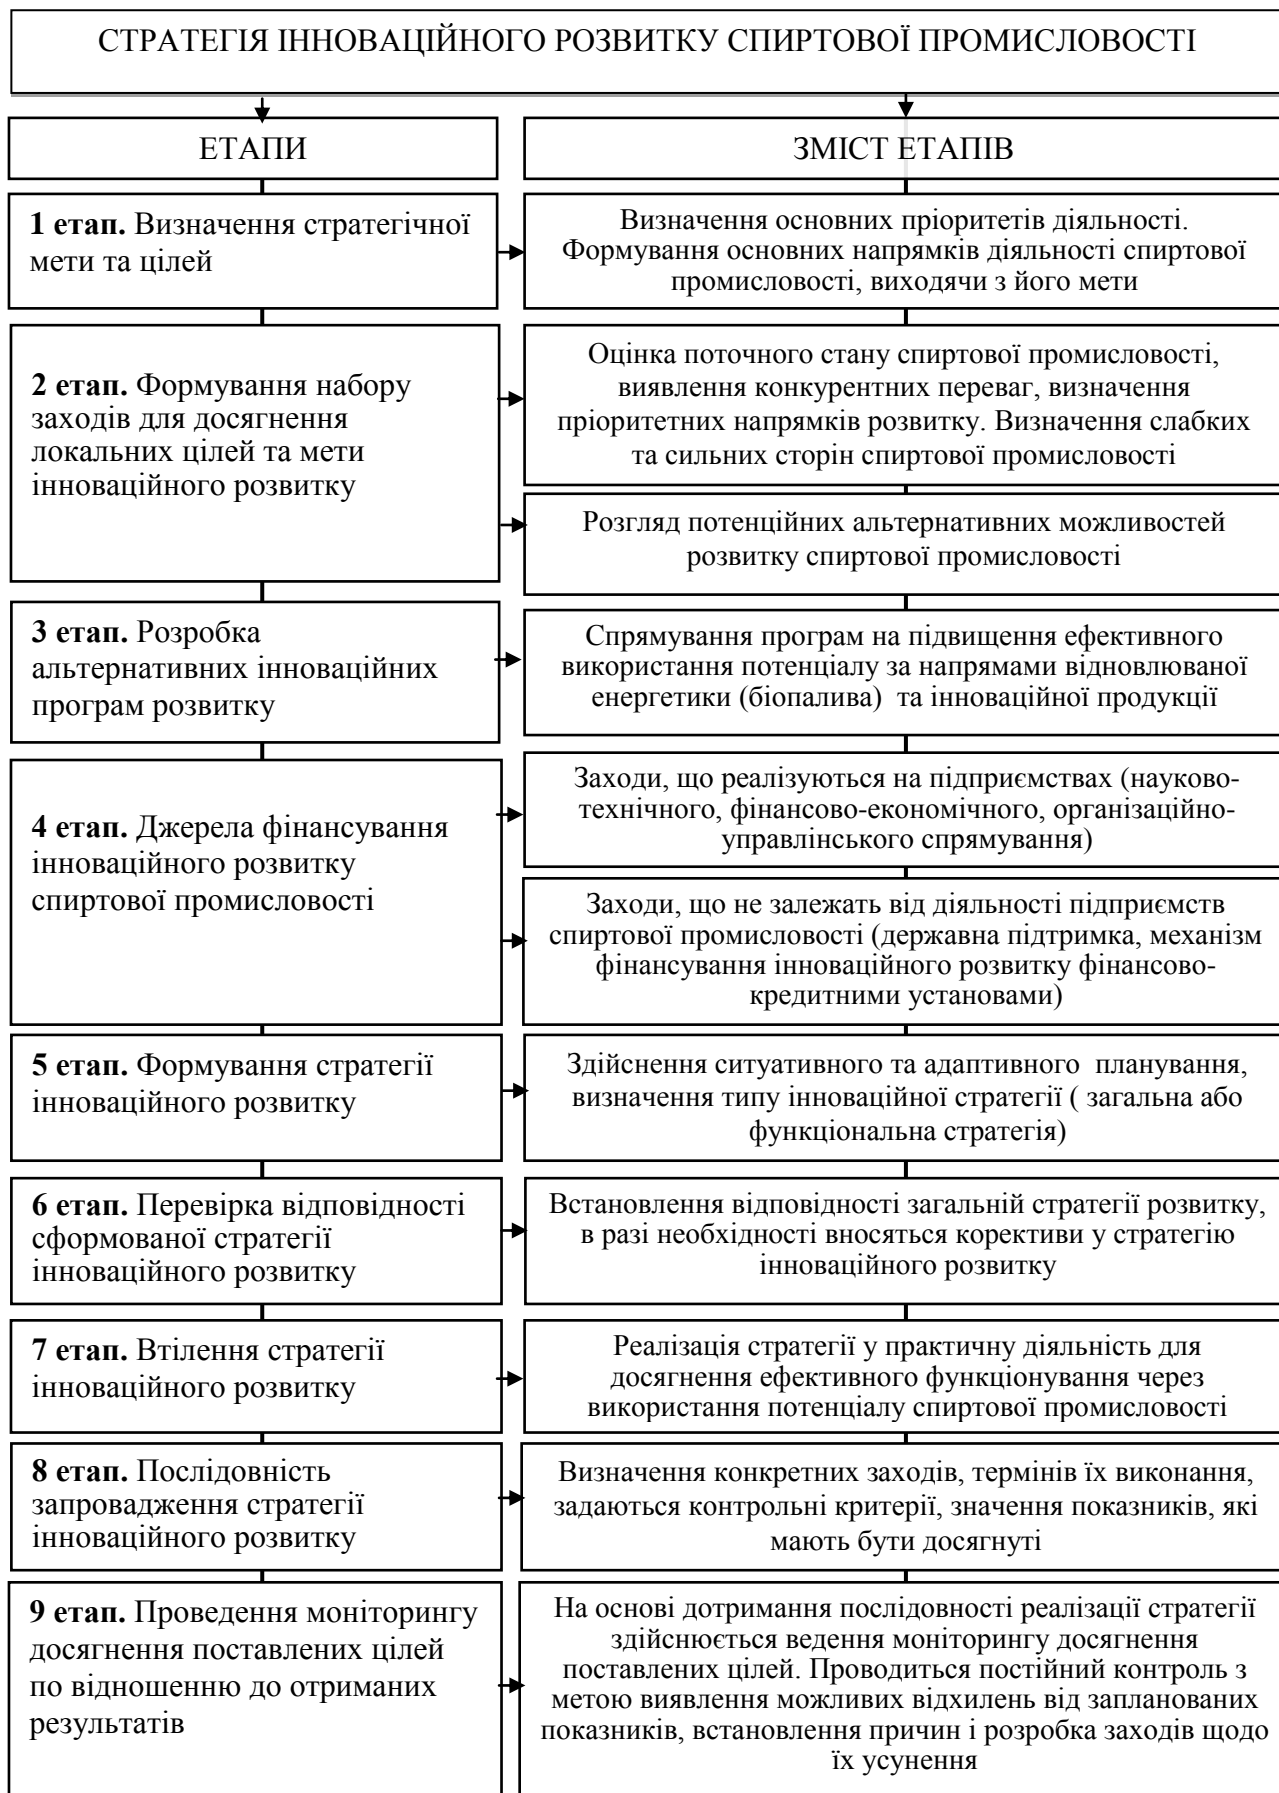 СТРАТЕГІЯ ІННОВАЦІЙНОГО РОЗВИТКУ СПИРТОВОЇ ПРОМИСЛОВОСТІ
ЕТАПИ
ЗМІСТ ЕТАПІВ
1 етап. Визначення стратегічної
мети та цілей
Визначення основних пріоритетів діяльності.
Формування основних напрямків діяльності спиртової
промисловості, виходячи з його мети
2 етап. Формування набору
заходів для досягнення
локальних цілей та мети
інноваційного розвитку
Оцінка поточного стану спиртової промисловості,
виявлення конкурентних переваг, визначення
пріоритетних напрямків розвитку. Визначення слабких
та сильних сторін спиртової промисловості
Розгляд потенційних альтернативних можливостей
розвитку спиртової промисловості
3 етап. Розробка
альтернативних інноваційних
програм розвитку
Спрямування програм на підвищення ефективного
використання потенціалу за напрямами відновлюваної
енергетики (біопалива)  та інноваційної продукції
4 етап. Джерела фінансування
інноваційного розвитку
спиртової промисловості
Заходи, що реалізуються на підприємствах (науково-
технічного, фінансово-економічного, організаційно-
управлінського спрямування)
Заходи, що не залежать від діяльності підприємств
спиртової промисловості (державна підтримка, механізм
фінансування інноваційного розвитку фінансово-
кредитними установами)
5 етап. Формування стратегії
інноваційного розвитку
Здійснення ситуативного та адаптивного  планування,
визначення типу інноваційної стратегії ( загальна або
функціональна стратегія)
6 етап. Перевірка відповідності
сформованої стратегії
інноваційного розвитку
Встановлення відповідності загальній стратегії розвитку,
в разі необхідності вносяться корективи у стратегію
інноваційного розвитку
7 етап. Втілення стратегії
інноваційного розвитку
Реалізація стратегії у практичну діяльність для
досягнення ефективного функціонування через
використання потенціалу спиртової промисловості
8 етап. Послідовність
запровадження стратегії
інноваційного розвитку
Визначення конкретних заходів, термінів їх виконання,
задаються контрольні критерії, значення показників, які
мають бути досягнуті
9 етап. Проведення моніторингу
досягнення поставлених цілей
по відношенню до отриманих
результатів
На основі дотримання послідовності реалізації стратегії
здійснюється ведення моніторингу досягнення
поставлених цілей. Проводиться постійний контроль з
метою виявлення можливих відхилень від запланованих
показників, встановлення причин і розробка заходів щодо
їх усунення